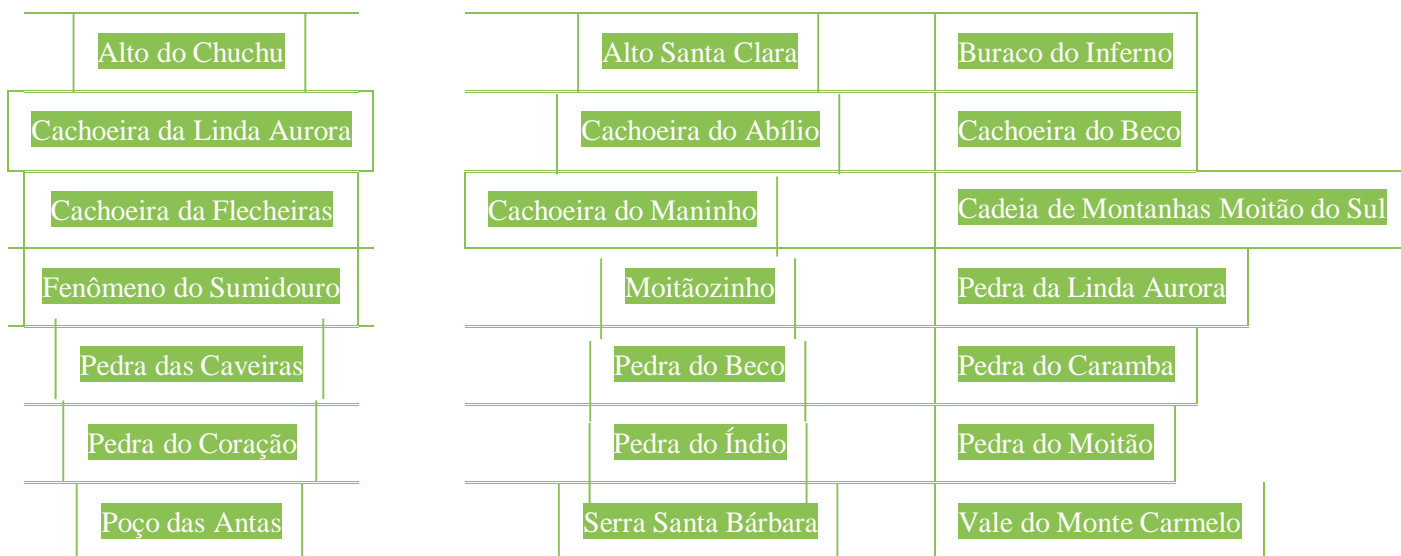 Alto do Chuchu
Alto Santa Clara
Buraco do Inferno
Cachoeira da Linda Aurora
Cachoeira do Abílio
Cachoeira do Beco
Cachoeira da Flecheiras
Cachoeira do Maninho
Cadeia de Montanhas Moitão do Sul
Fenômeno do Sumidouro
Moitãozinho
Pedra da Linda Aurora
Pedra das Caveiras
Pedra do Beco
Pedra do Caramba
Pedra do Coração
Pedra do Índio
Pedra do Moitão
Poço das Antas
Serra Santa Bárbara
Vale do Monte Carmelo